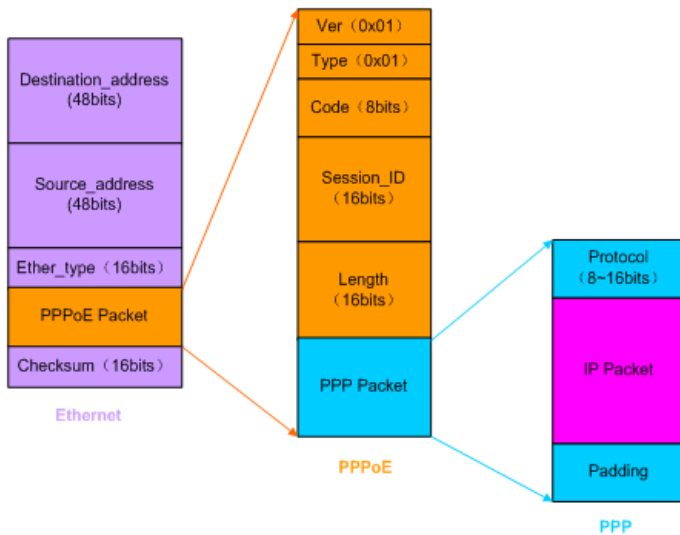 Destination_address
(48bits)
Source_address
(48bits)
Ether_type（16bits）
PPPoE Packet
Checksum（16bits）
Ethernet
Ver（0x01）
Type（0x01）
Code（8bits）
Session_ID
（16bits）
Length
（16bits）
PPP Packet
PPPoE
Protocol
（8~16bits）
IP Packet
Padding
PPP